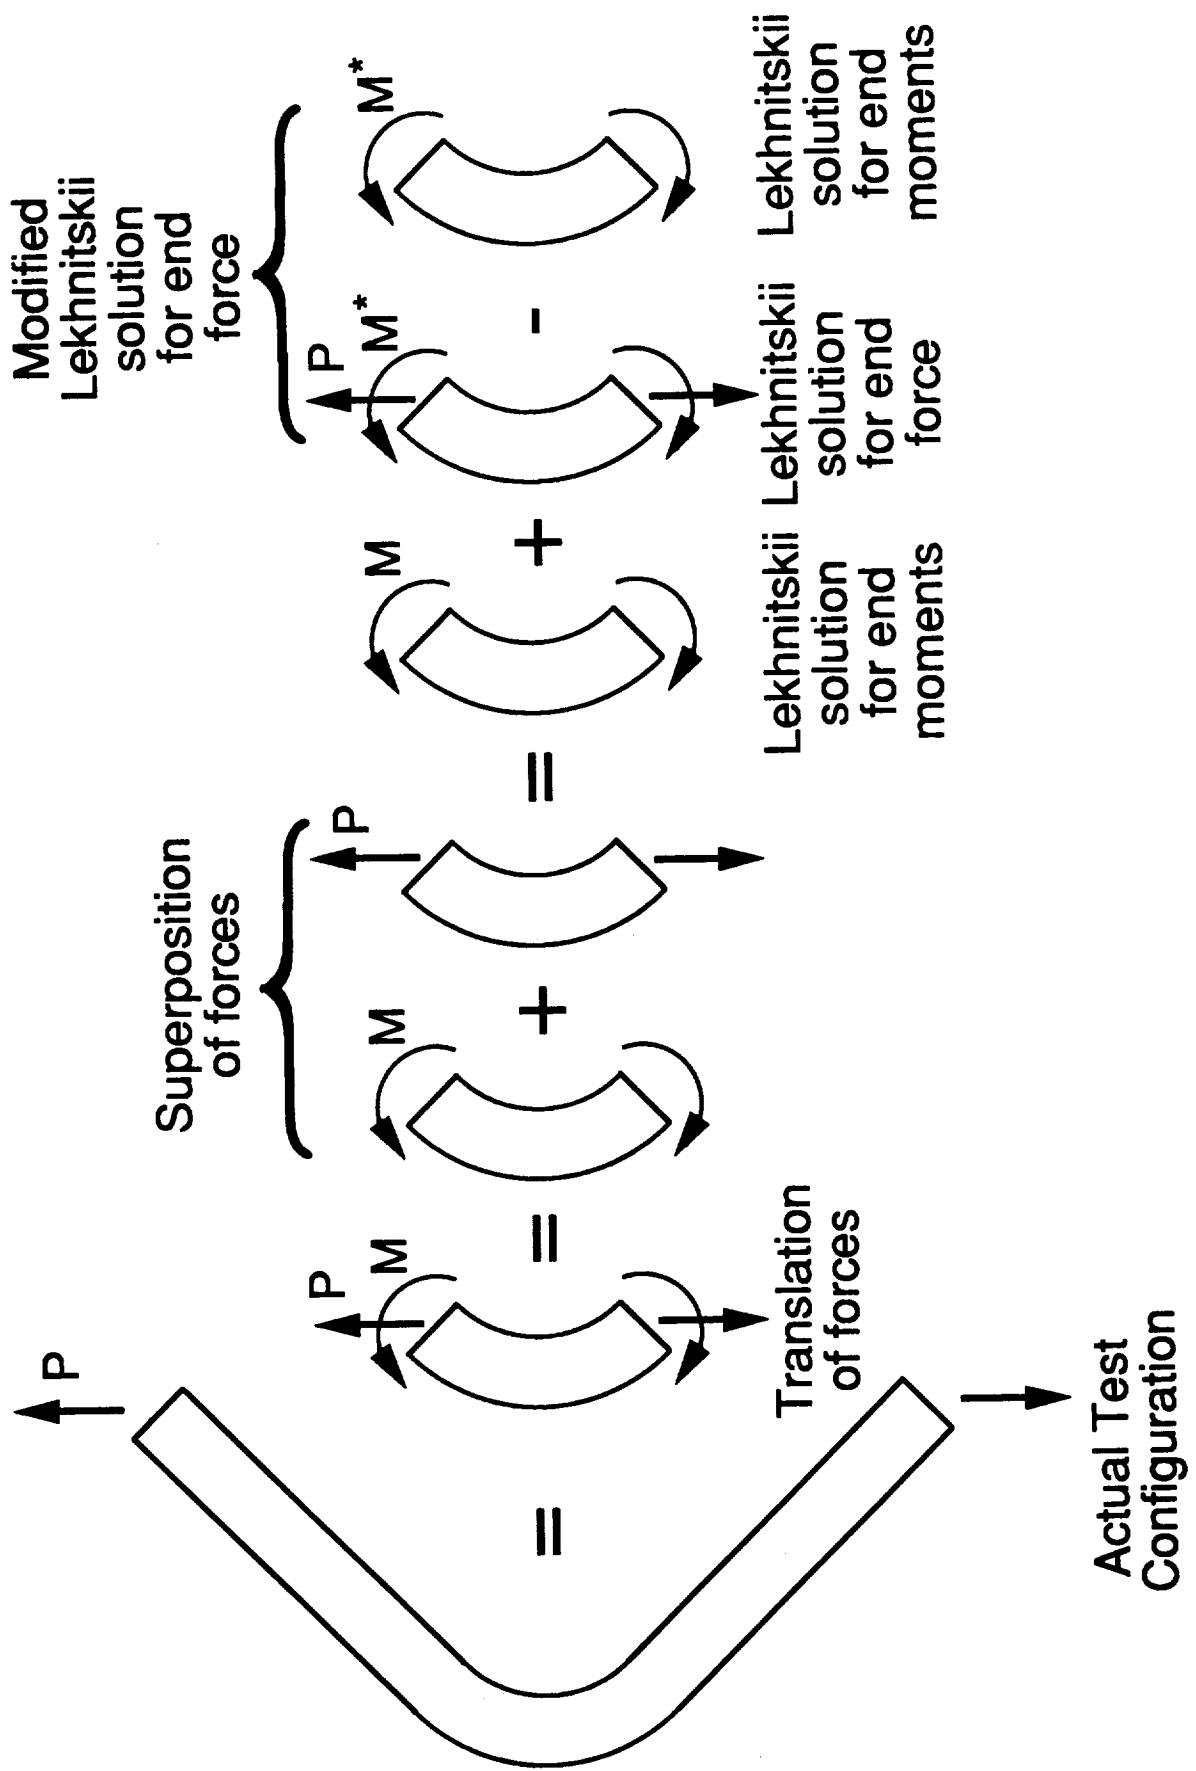 P
Actual Test
Configuration
=
P
M
Translation
of forces
=
Superposition
of forces
M
+
P
=
M
Lekhnitskii
solution
for end
moments
+
Modified
Lekhnitskii
solution
for end
force
P
M*
Lekhnitskii
solution
for end
force
-
M*
Lekhnitskii
solution
for end
moments